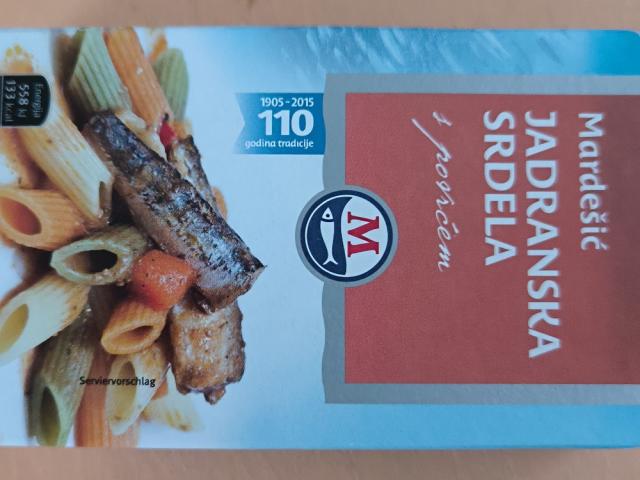 Mardešić
JADRANSKA
SRDELA
s povrćem
M
1905-2015
110
godina tradicije
Energija
558 kJ
133 kcal
Serviervorschlag